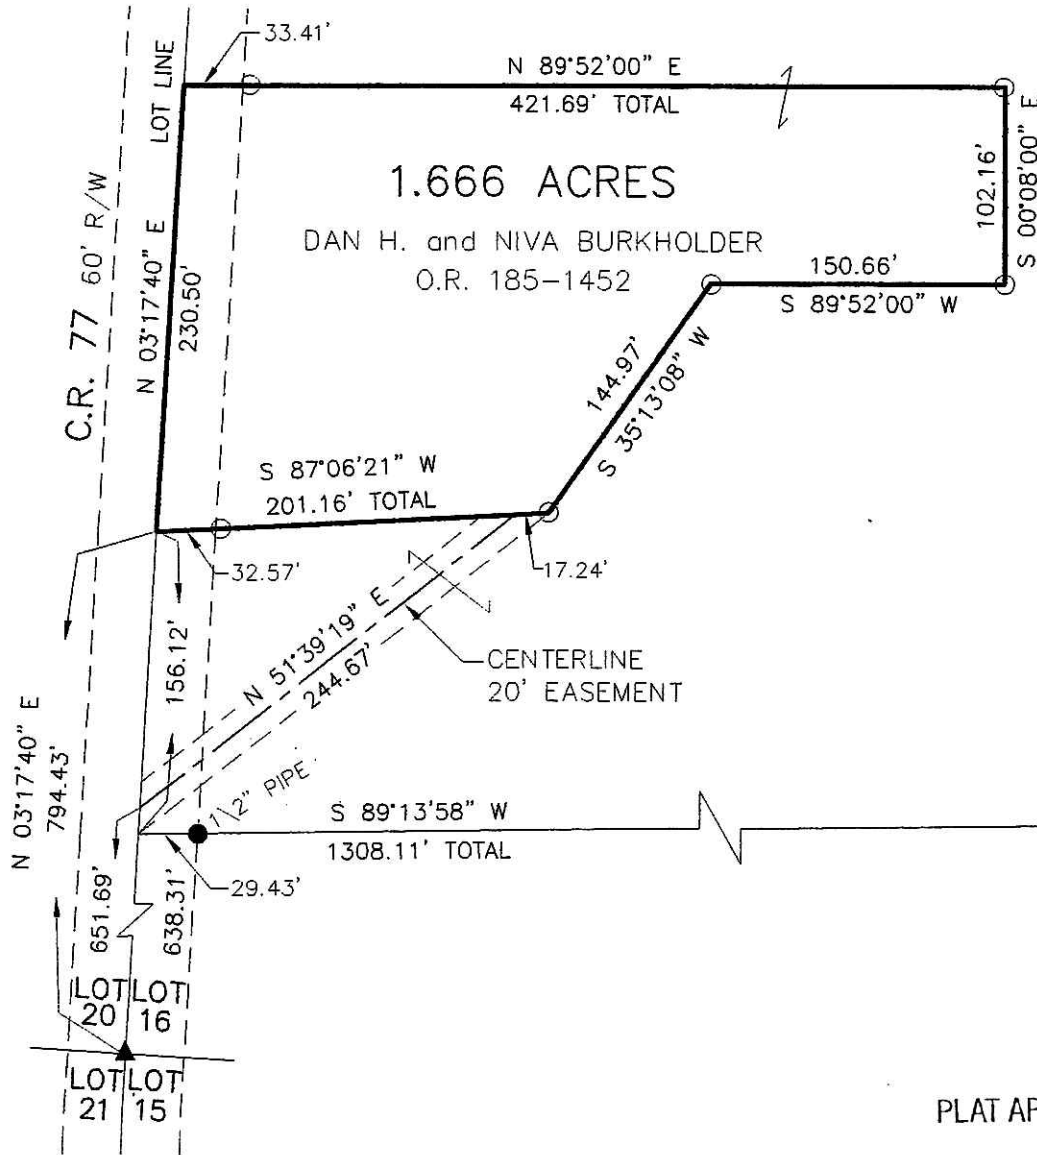 33.41'
LOT LINE
N 89°52'00" E
421.69' TOTAL
1.666 ACRES
DAN H. and NIVA BURKHOLDER
O.R. 185-1452
102.16'
S 00°08'00" E
150.66'
S 89°52'00" W
C.R. 77 60' R/W
N 03°17'40" E
230.50'
144.97'
S 35°13'08" W
S 87°06'21" W
201.16' TOTAL
32.57'
17.24'
156.12'
N 51°39'19" E
244.67'
CENTERLINE
20' EASEMENT
N 03°17'40" E
794.43'
1\2" PIPE
S 89°13'58" W
1308.11' TOTAL
29.43'
651.69'
638.31'
LOT
20
LOT
16
LOT
21
LOT
15
PLAT AP